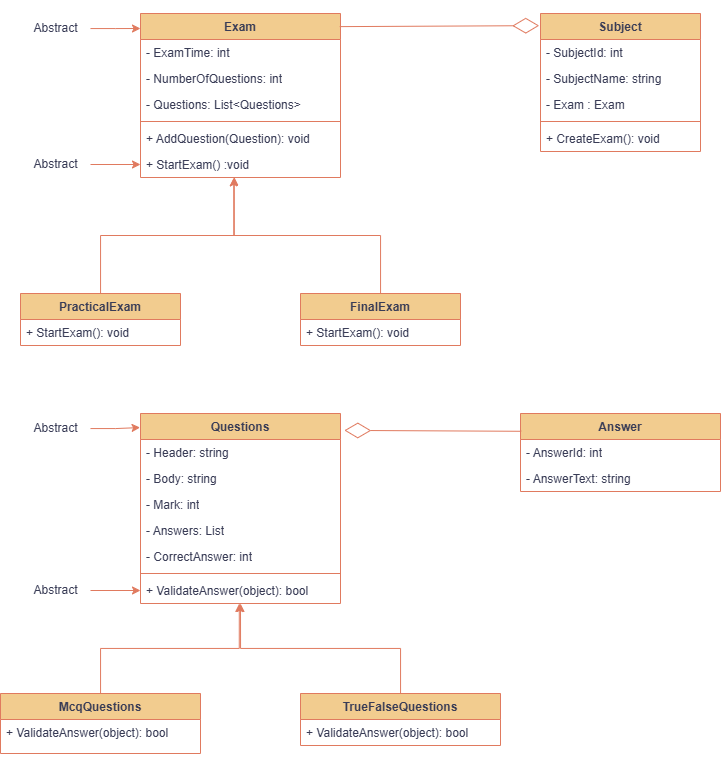 Abstract
Exam
- ExamTime: int
- NumberOfQuestions: int
- Questions: List<Questions>
+ AddQuestion(Question): void
Abstract
+ StartExam() :void
Subject
- SubjectId: int
- SubjectName: string
- Exam : Exam
+ CreateExam(): void
PracticalExam
+ StartExam(): void
FinalExam
+ StartExam(): void
Abstract
Questions
- Header: string
- Body: string
- Mark: int
- Answers: List
- CorrectAnswer: int
Abstract
+ ValidateAnswer(object): bool
Answer
- AnswerId: int
- AnswerText: string
McqQuestions
+ ValidateAnswer(object): bool
TrueFalseQuestions
+ ValidateAnswer(object): bool